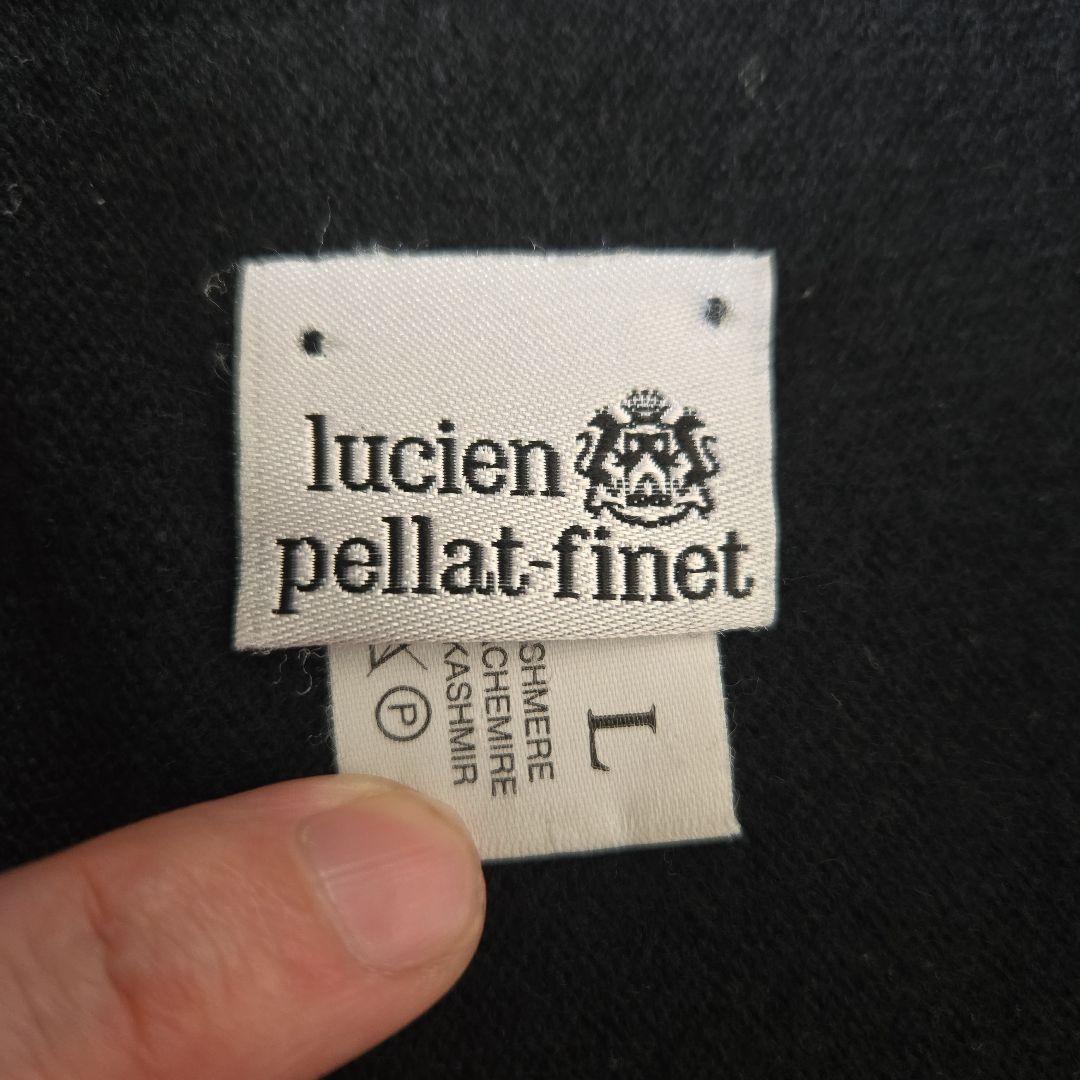 lucien
pellat-finet
L
SHMERE
CHEMIRE
KASHMIR
P